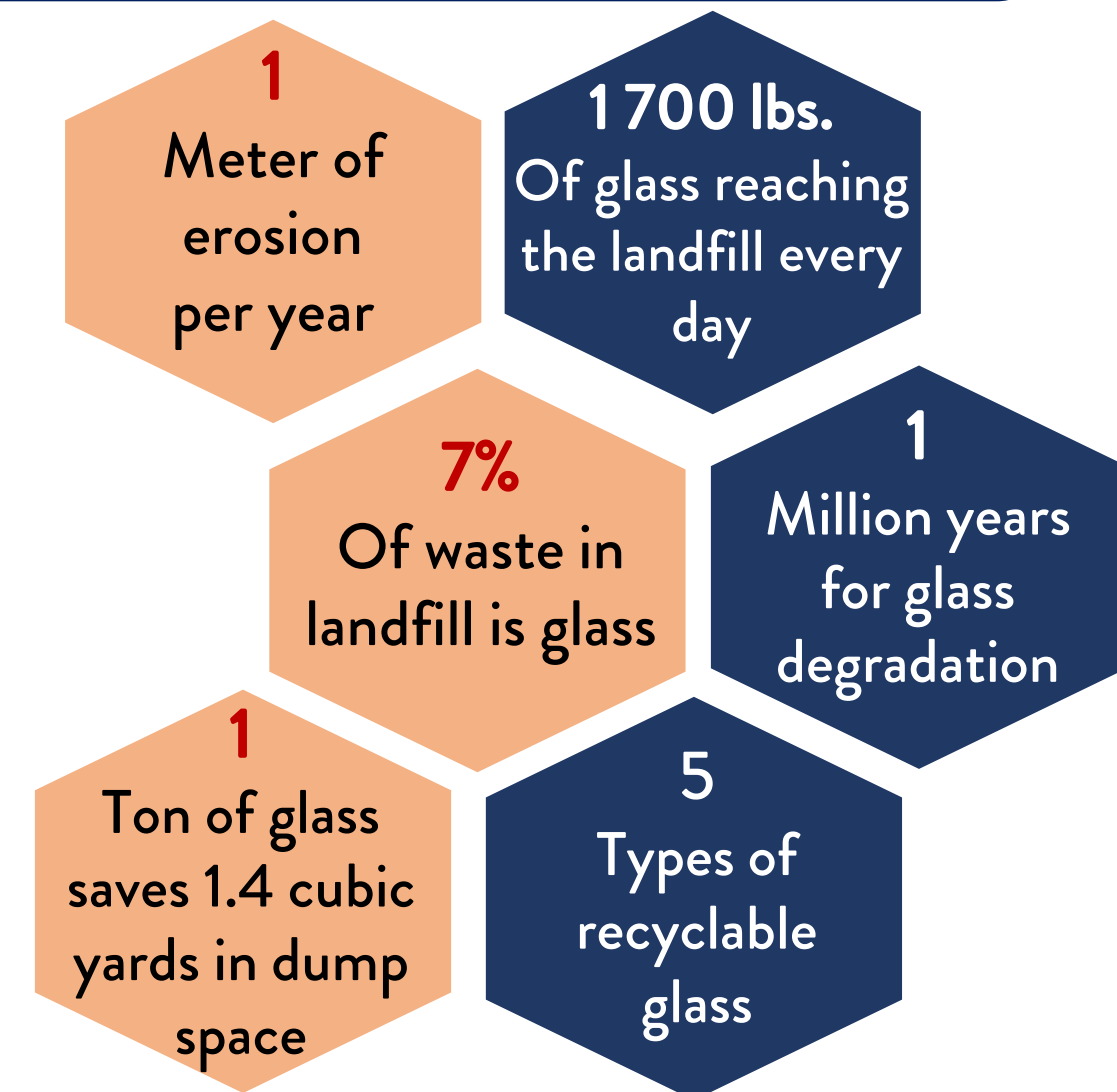 1
Meter of
erosion
per year
1 700 lbs.
Of glass reaching
the landfill every
day
7%
Of waste in
landfill is glass
1
Million years
for glass
degradation
1
Ton of glass
saves 1.4 cubic
yards in dump
space
5
Types of
recyclable
glass